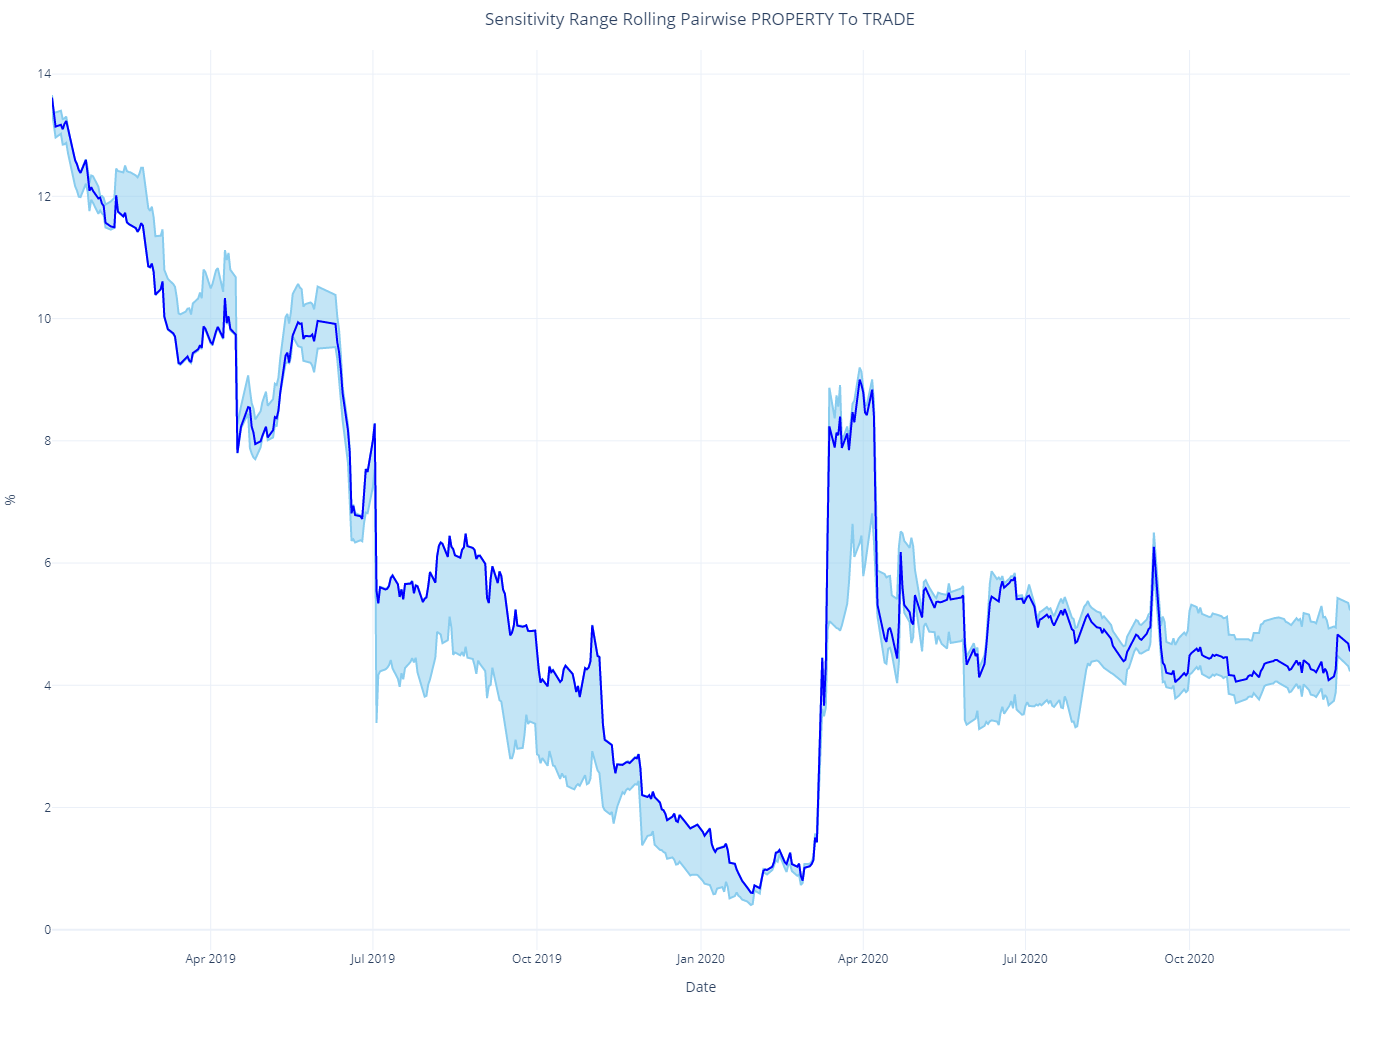 Sensitivity Range Rolling Pairwise PROPERTY To TRADE
14
12
10
8
6
4
2
0
%
Apr 2019
Jul 2019
Oct 2019
Jan 2020
Apr 2020
Jul 2020
Oct 2020
Date